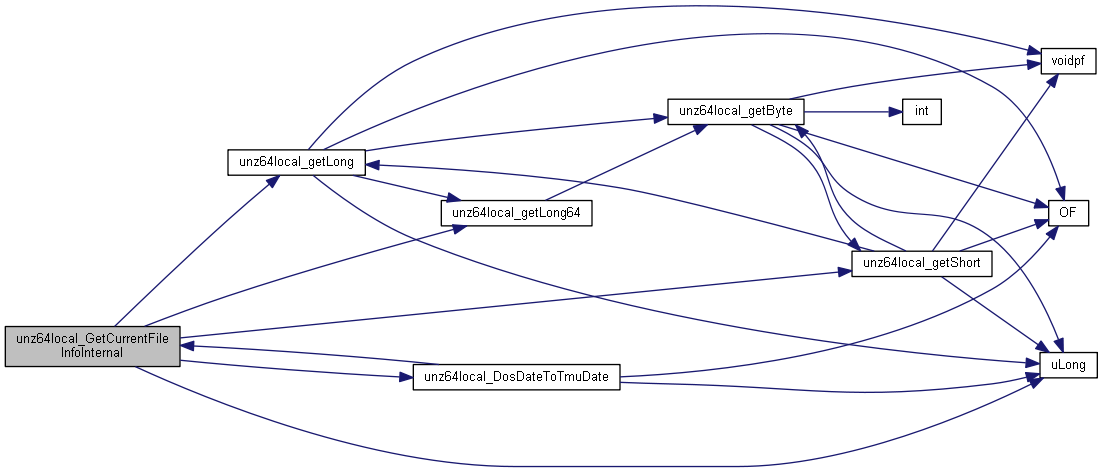 voidpf
unz64local_getByte
int
unz64local_getLong
unz64local_getLong64
OF
unz64local_getShort
unz64local_GetCurrentFile
InfoInternal
unz64local_DosDateToTmuDate
uLong